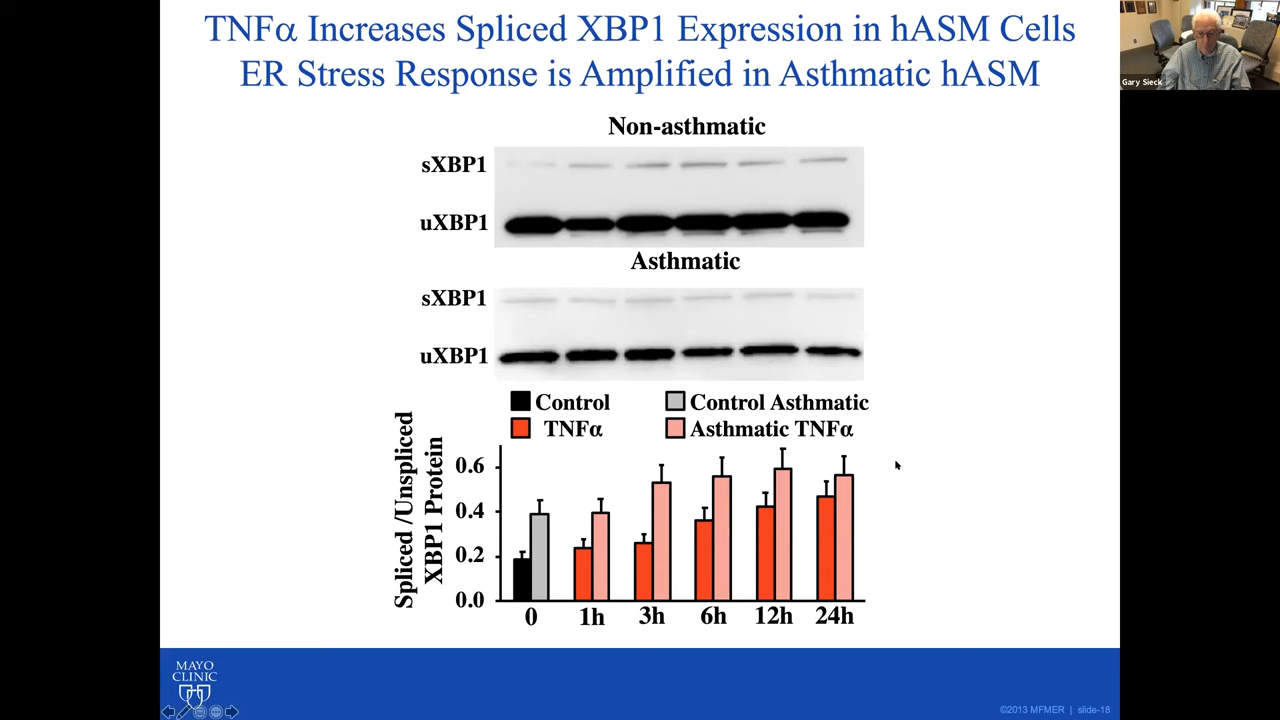 TNFα Increases Spliced XBP1 Expression in hASM Cells
ER Stress Response is Amplified in Asthmatic hASM
Gary Sieck
Non-asthmatic
sXBP1
uXBP1
Asthmatic
sXBP1
uXBP1
Control
Control Asthmatic
TNFα
Asthmatic TNFα
Spliced /Unspliced
XBP1 Protein
0.6
0.4
0.2
0.0
0 1h 3h 6h 12h 24h
MAYO
CLINIC
©2013 MFMER | slide-18